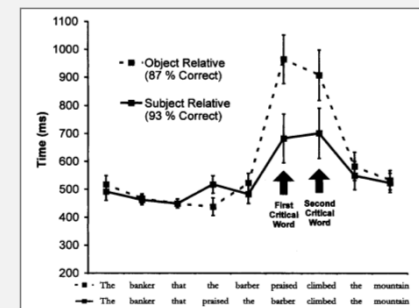 1100
1000
900
800
700
600
500
400
300
200
Time (ms)
Object Relative
(87 % Correct)
Subject Relative
(93 % Correct)
First
Critical
Word
Second
Critical
Word
The banker that the barber praised climbed the mountain
The banker that praised the barber climbed the mountain